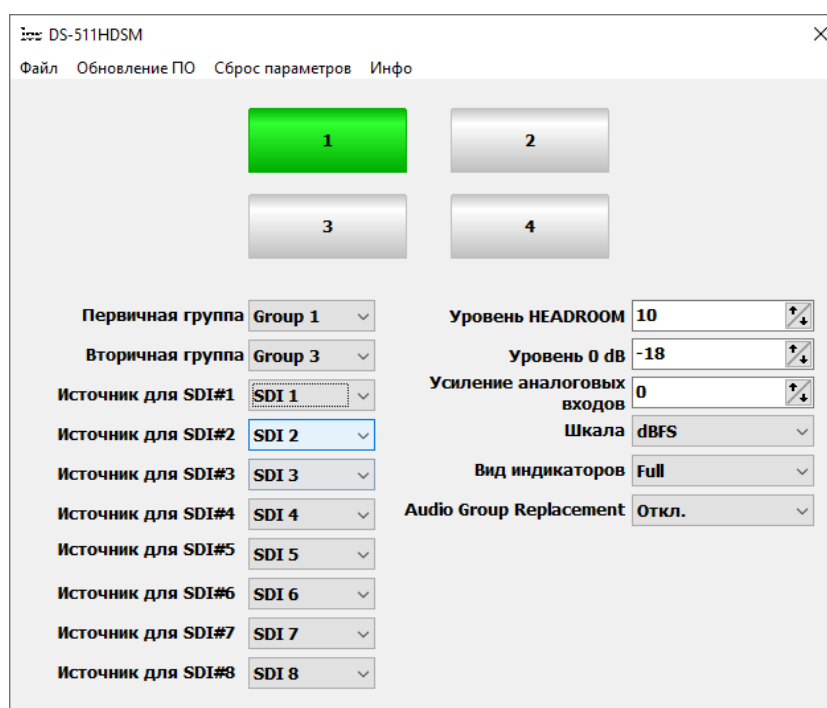 DS-511HDSM
Файл Обновление ПО Сброс параметров Инфо
1 2
3 4
Первичная группа Group 1
Вторичная группа Group 3
Источник для SDI#1 SDI 1
Источник для SDI#2 SDI 2
Источник для SDI#3 SDI 3
Источник для SDI#4 SDI 4
Источник для SDI#5 SDI 5
Источник для SDI#6 SDI 6
Источник для SDI#7 SDI 7
Источник для SDI#8 SDI 8
Уровень HEADROOM 10
Уровень 0 dB -18
Усиление аналоговых
входов 0
Шкала dBFS
Вид индикаторов Full
Audio Group Replacement Откл.